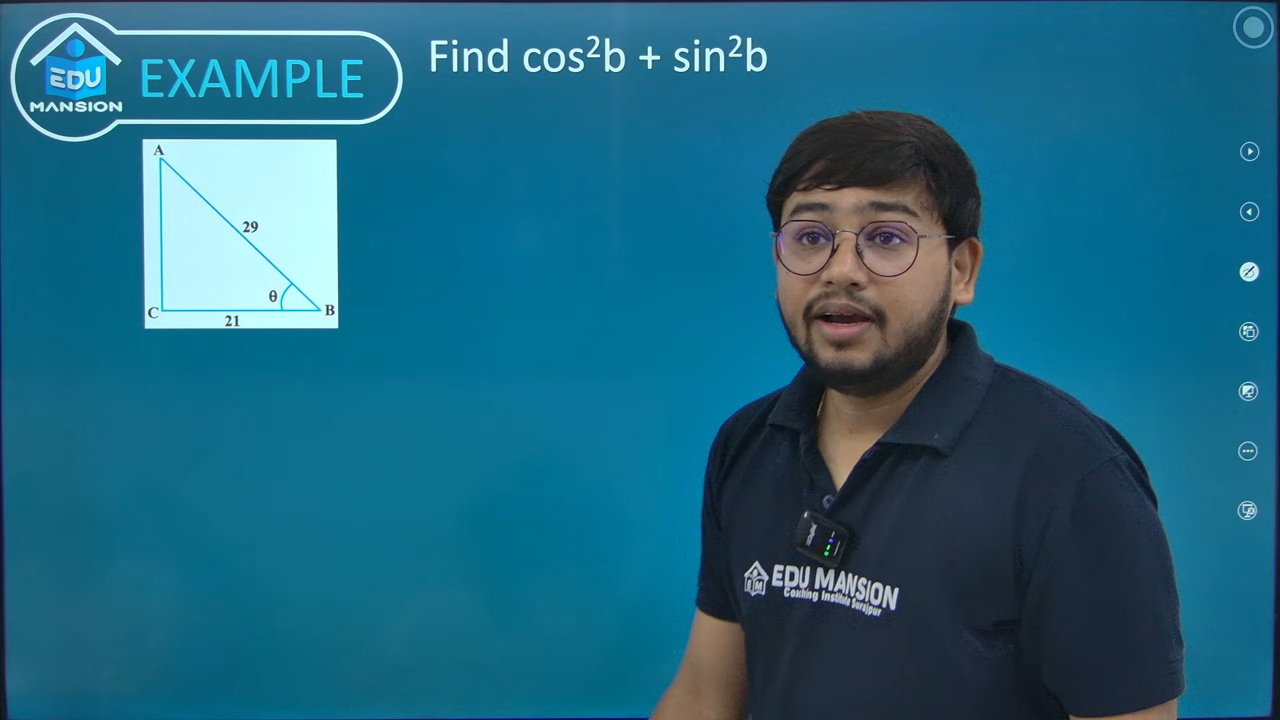 EDU
MANSION
EXAMPLE
Find cos²b + sin²b
A
29
θ
C
B
21
EDU MANSION
Coaching Institute Surajpur